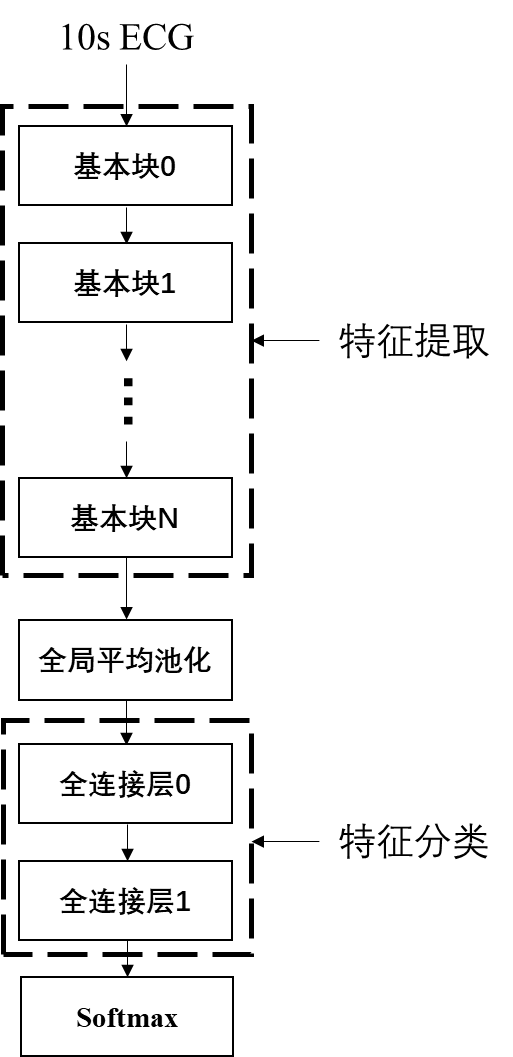 10s ECG
基本块0
基本块1
特征提取
基本块N
全局平均池化
全连接层0
特征分类
全连接层1
Softmax